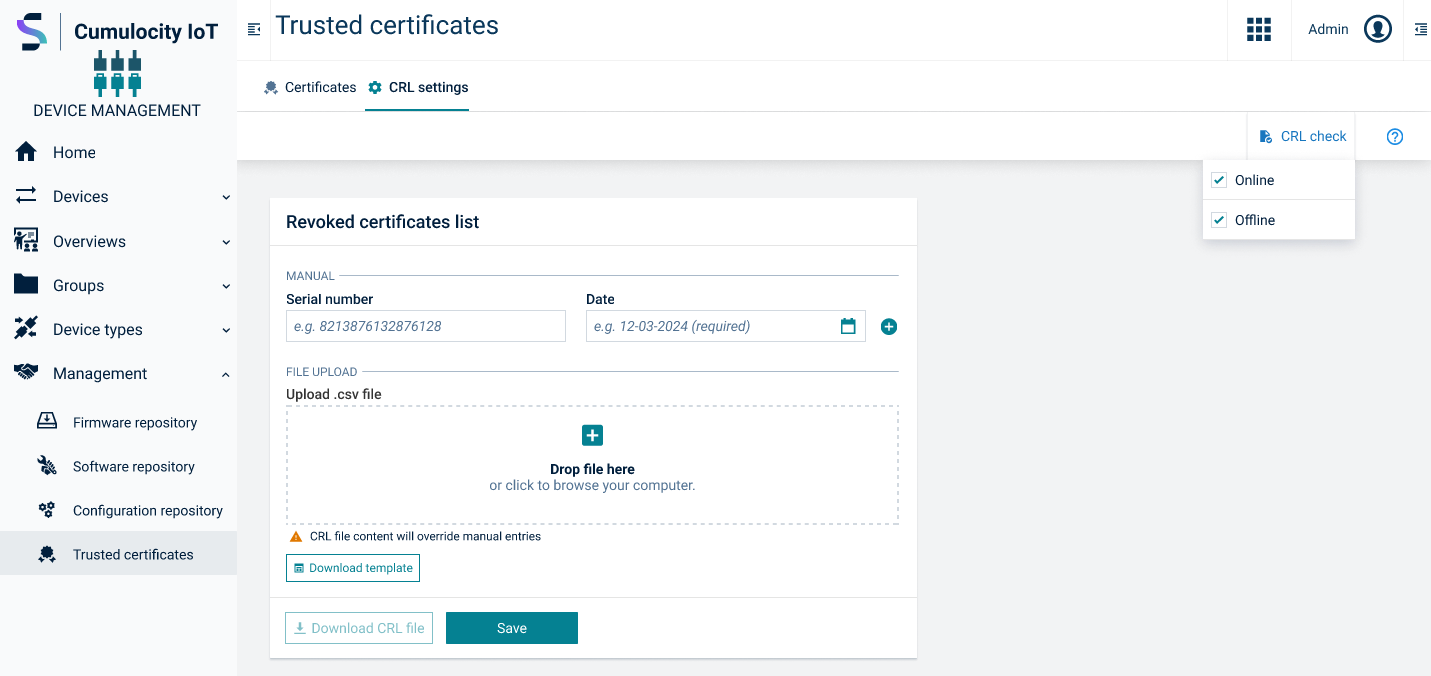 Cumulocity IoT
DEVICE MANAGEMENT
Home
Devices
Overviews
Groups
Device types
Management
Firmware repository
Software repository
Configuration repository
Trusted certificates
Trusted certificates
Admin
Certificates
CRL settings
CRL check
Online
Offline
Revoked certificates list
MANUAL
Serial number
Date
e.g. 8213876132876128
e.g. 12-03-2024 (required)
FILE UPLOAD
Upload .csv file
Drop file here
or click to browse your computer.
CRL file content will override manual entries
Download template
Download CRL file
Save